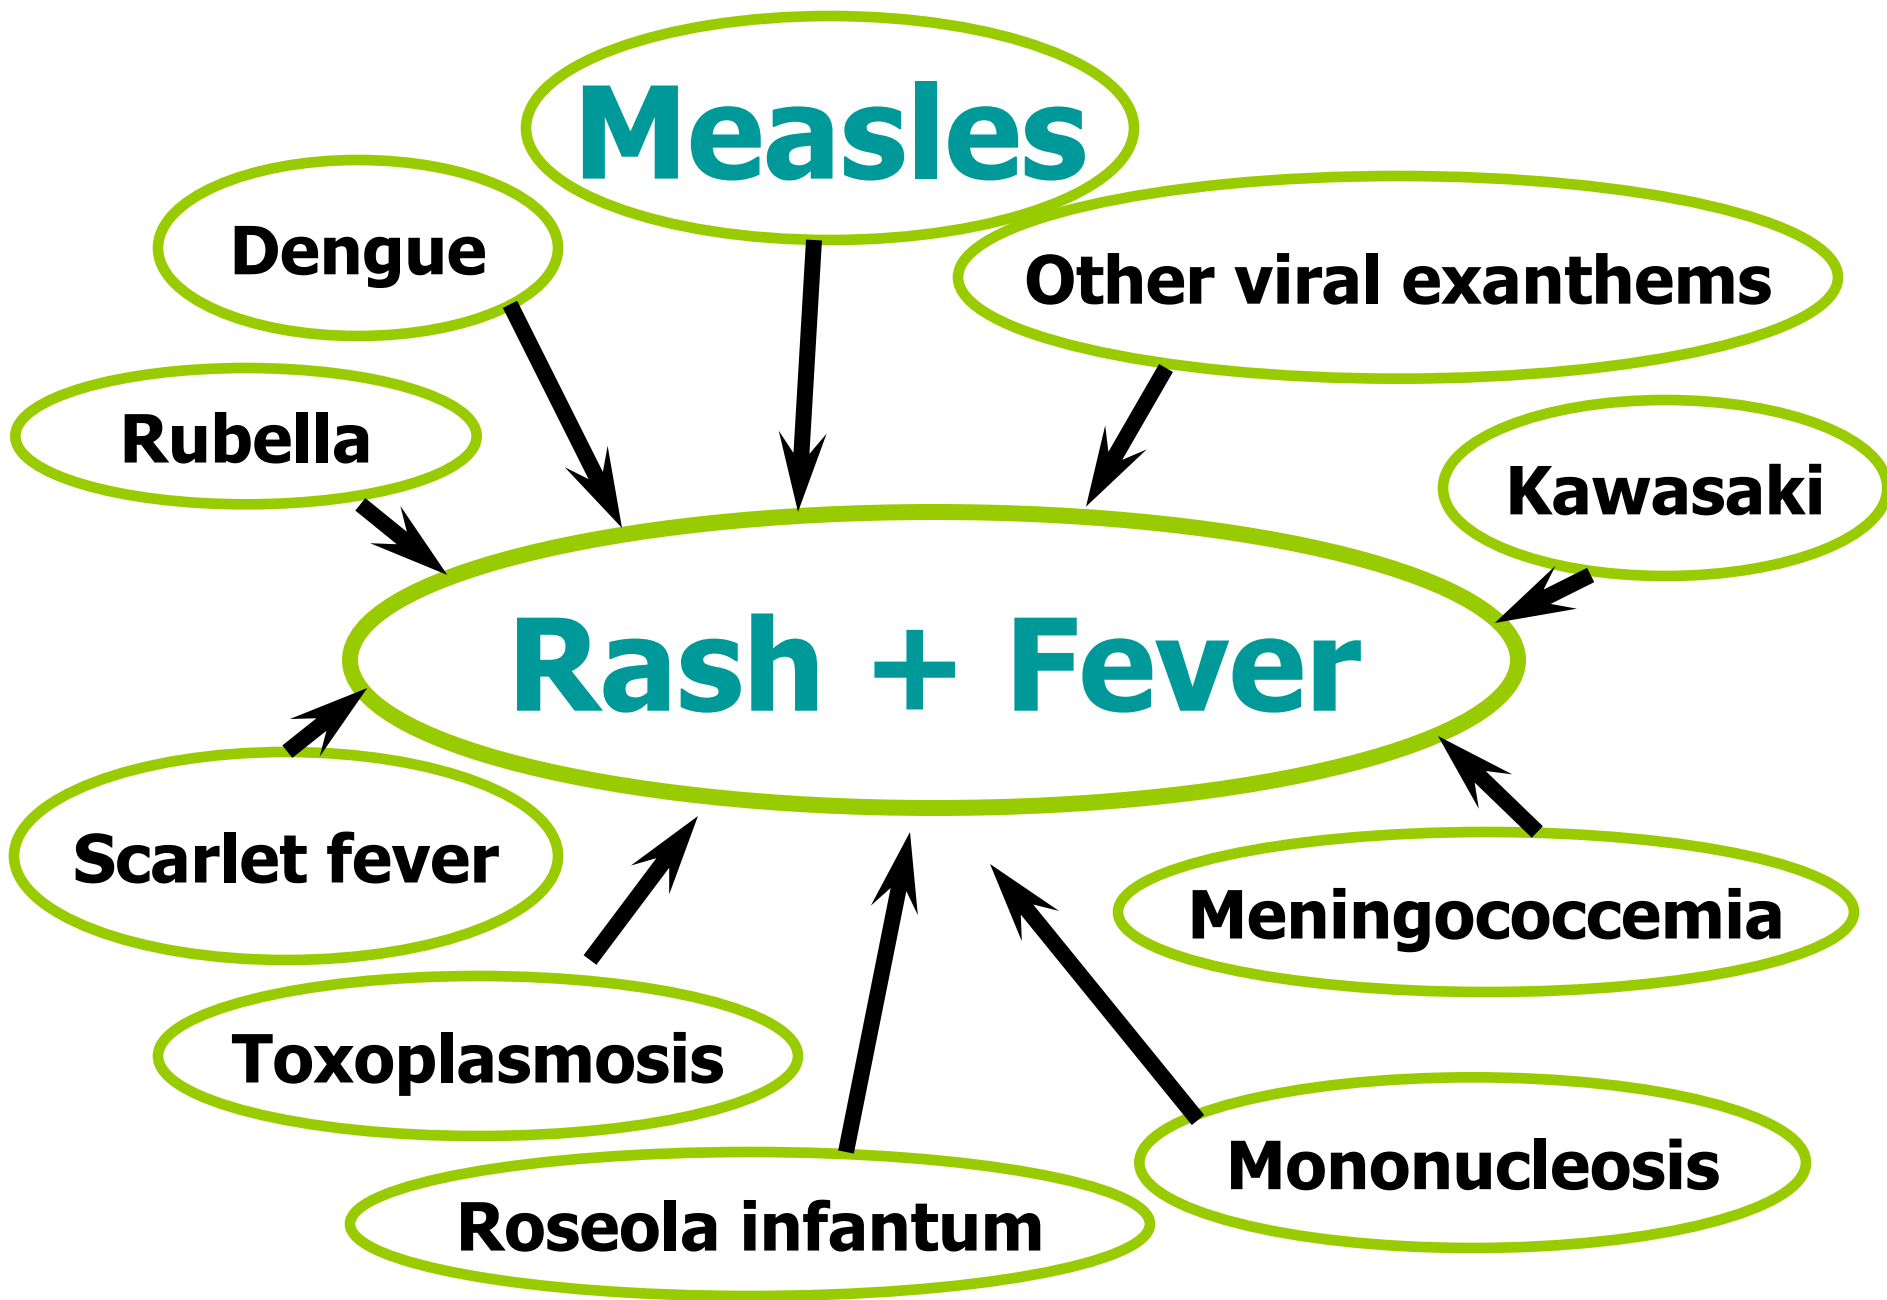 Measles
Dengue
Other viral exanthems
Rubella
Kawasaki
Rash + Fever
Scarlet fever
Meningococcemia
Toxoplasmosis
Mononucleosis
Roseola infantum